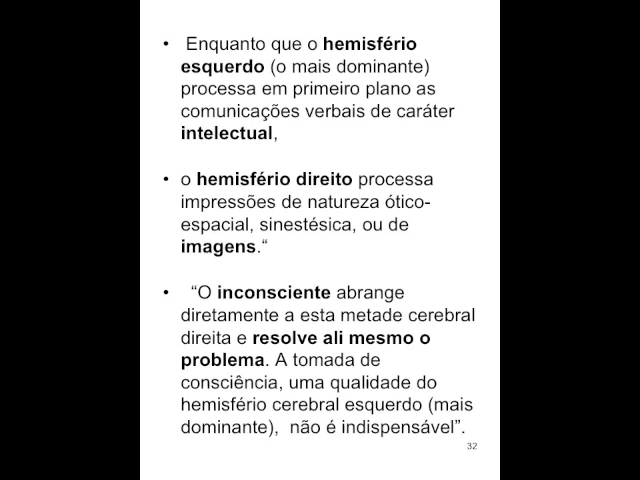 • Enquanto que o hemisfério
esquerdo (o mais dominante)
processa em primeiro plano as
comunicações verbais de caráter
intelectual,
• o hemisfério direito processa
impressões de natureza ótico-
espacial, sinestésica, ou de
imagens.“
• “O inconsciente abrange
diretamente a esta metade cerebral
direita e resolve ali mesmo o
problema. A tomada de
consciência, uma qualidade do
hemisfério cerebral esquerdo (mais
dominante), não é indispensável”.
32